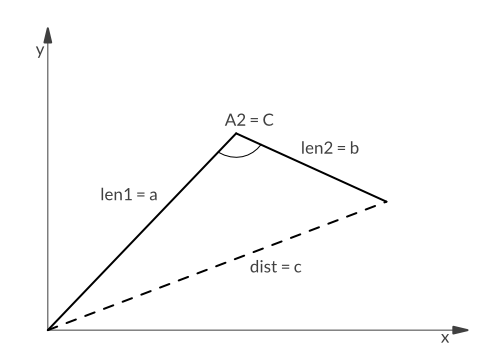 y
A2 = C
len2 = b
len1 = a
dist = c
x